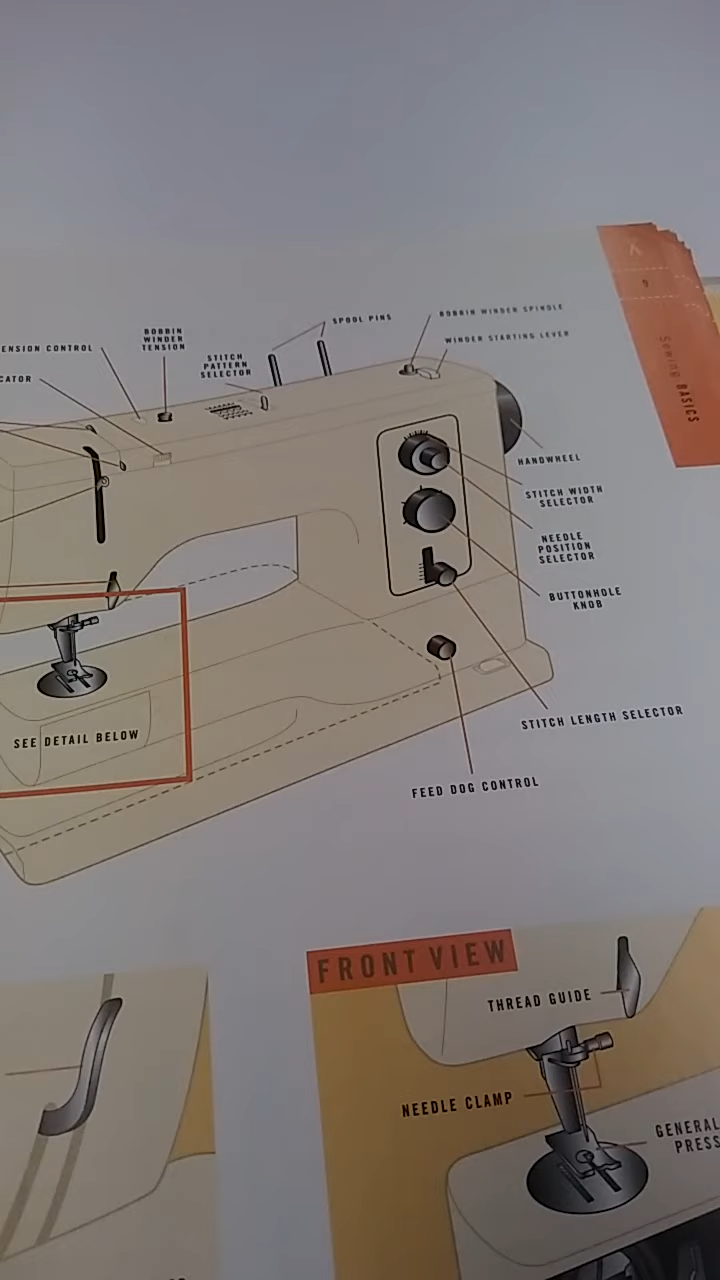 9
Sewing BASICS
SPOOL PINS
BOBBIN WINDER SPINDLE
WINDER STARTING LEVER
BOBBIN
WINDER
TENSION
ENSION CONTROL
STITCH
PATTERN
SELECTOR
CATOR
HANDWHEEL
STITCH WIDTH
SELECTOR
NEEDLE
POSITION
SELECTOR
BUTTONHOLE
KNOB
STITCH LENGTH SELECTOR
SEE DETAIL BELOW
FEED DOG CONTROL
FRONT VIEW
THREAD GUIDE
NEEDLE CLAMP
GENERAL
PRESS